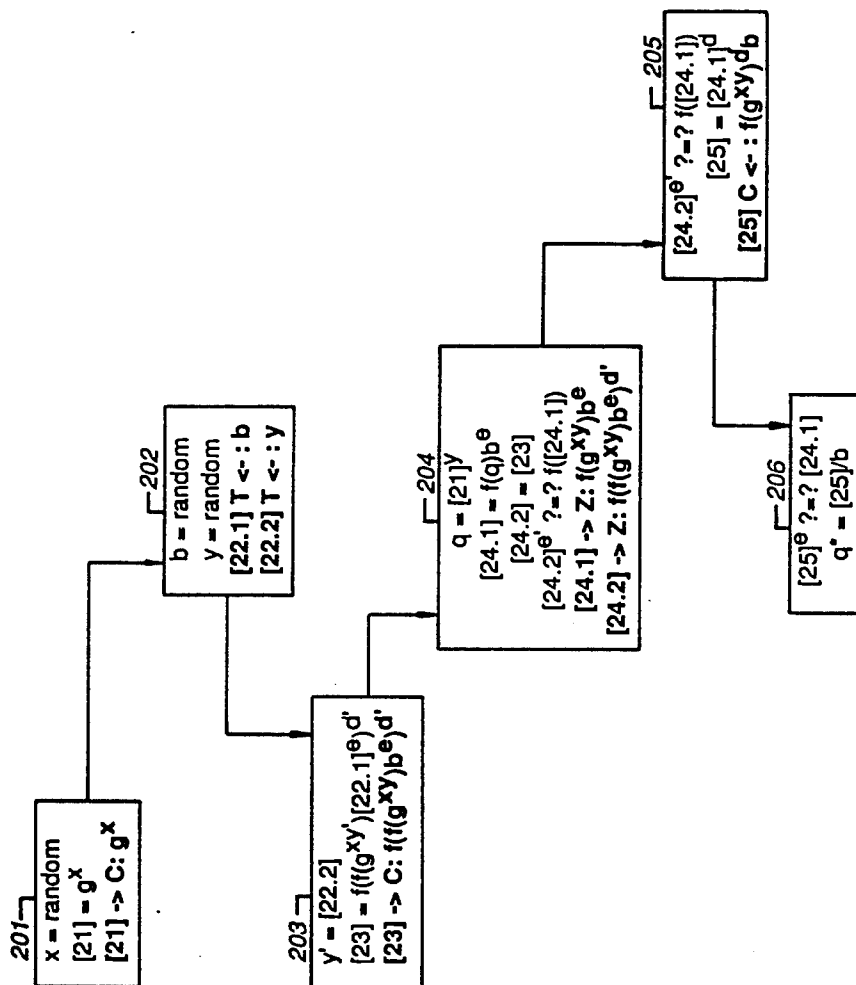 201
x = random
[21] = g^x
[21] -> C: g^x
202
b = random
y = random
[22.1] T <- : b
[22.2] T <- : y
203
y' = [22.2]
[23] = f(f(g^xy')[22.1]^e)^d'
[23] -> C: f(f(g^xy)b^e)^d'
204
q = [21]^y
[24.1] = f(q)b^e
[24.2] = [23]
[24.2]^e' ?=? f([24.1])
[24.1] -> Z: f(g^xy)b^e
[24.2] -> Z: f(f(g^xy)b^e)^d'
205
[24.2]^e' ?=? f([24.1])
[25] = [24.1]^d
[25] C <- : f(g^xy)^d b
206
[25]^e ?=? [24.1]
q" = [25]/b